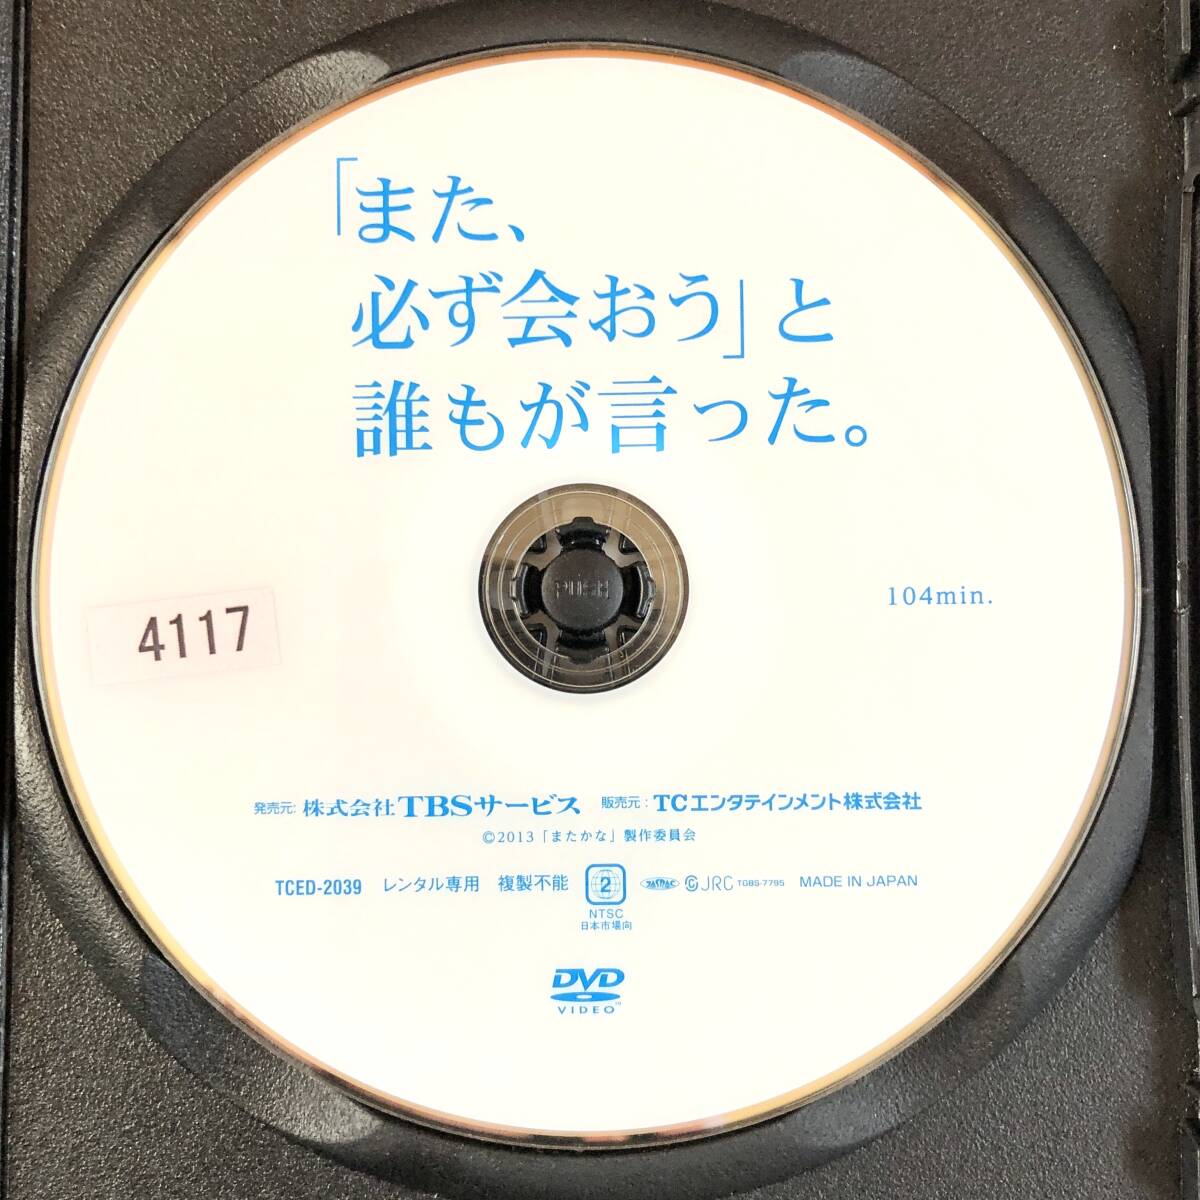 「また、
必ず会おう」と
誰もが言った。
PUSH
104min.
4117
発売元: 株式会社TBSサービス 販売元: TCエンタテインメント株式会社
©2013「またかな」製作委員会
TCED-2039 レンタル専用 複製不能 2 JRC TGBS-7795 MADE IN JAPAN
NTSC
日本市場向
DVD
VIDEO™